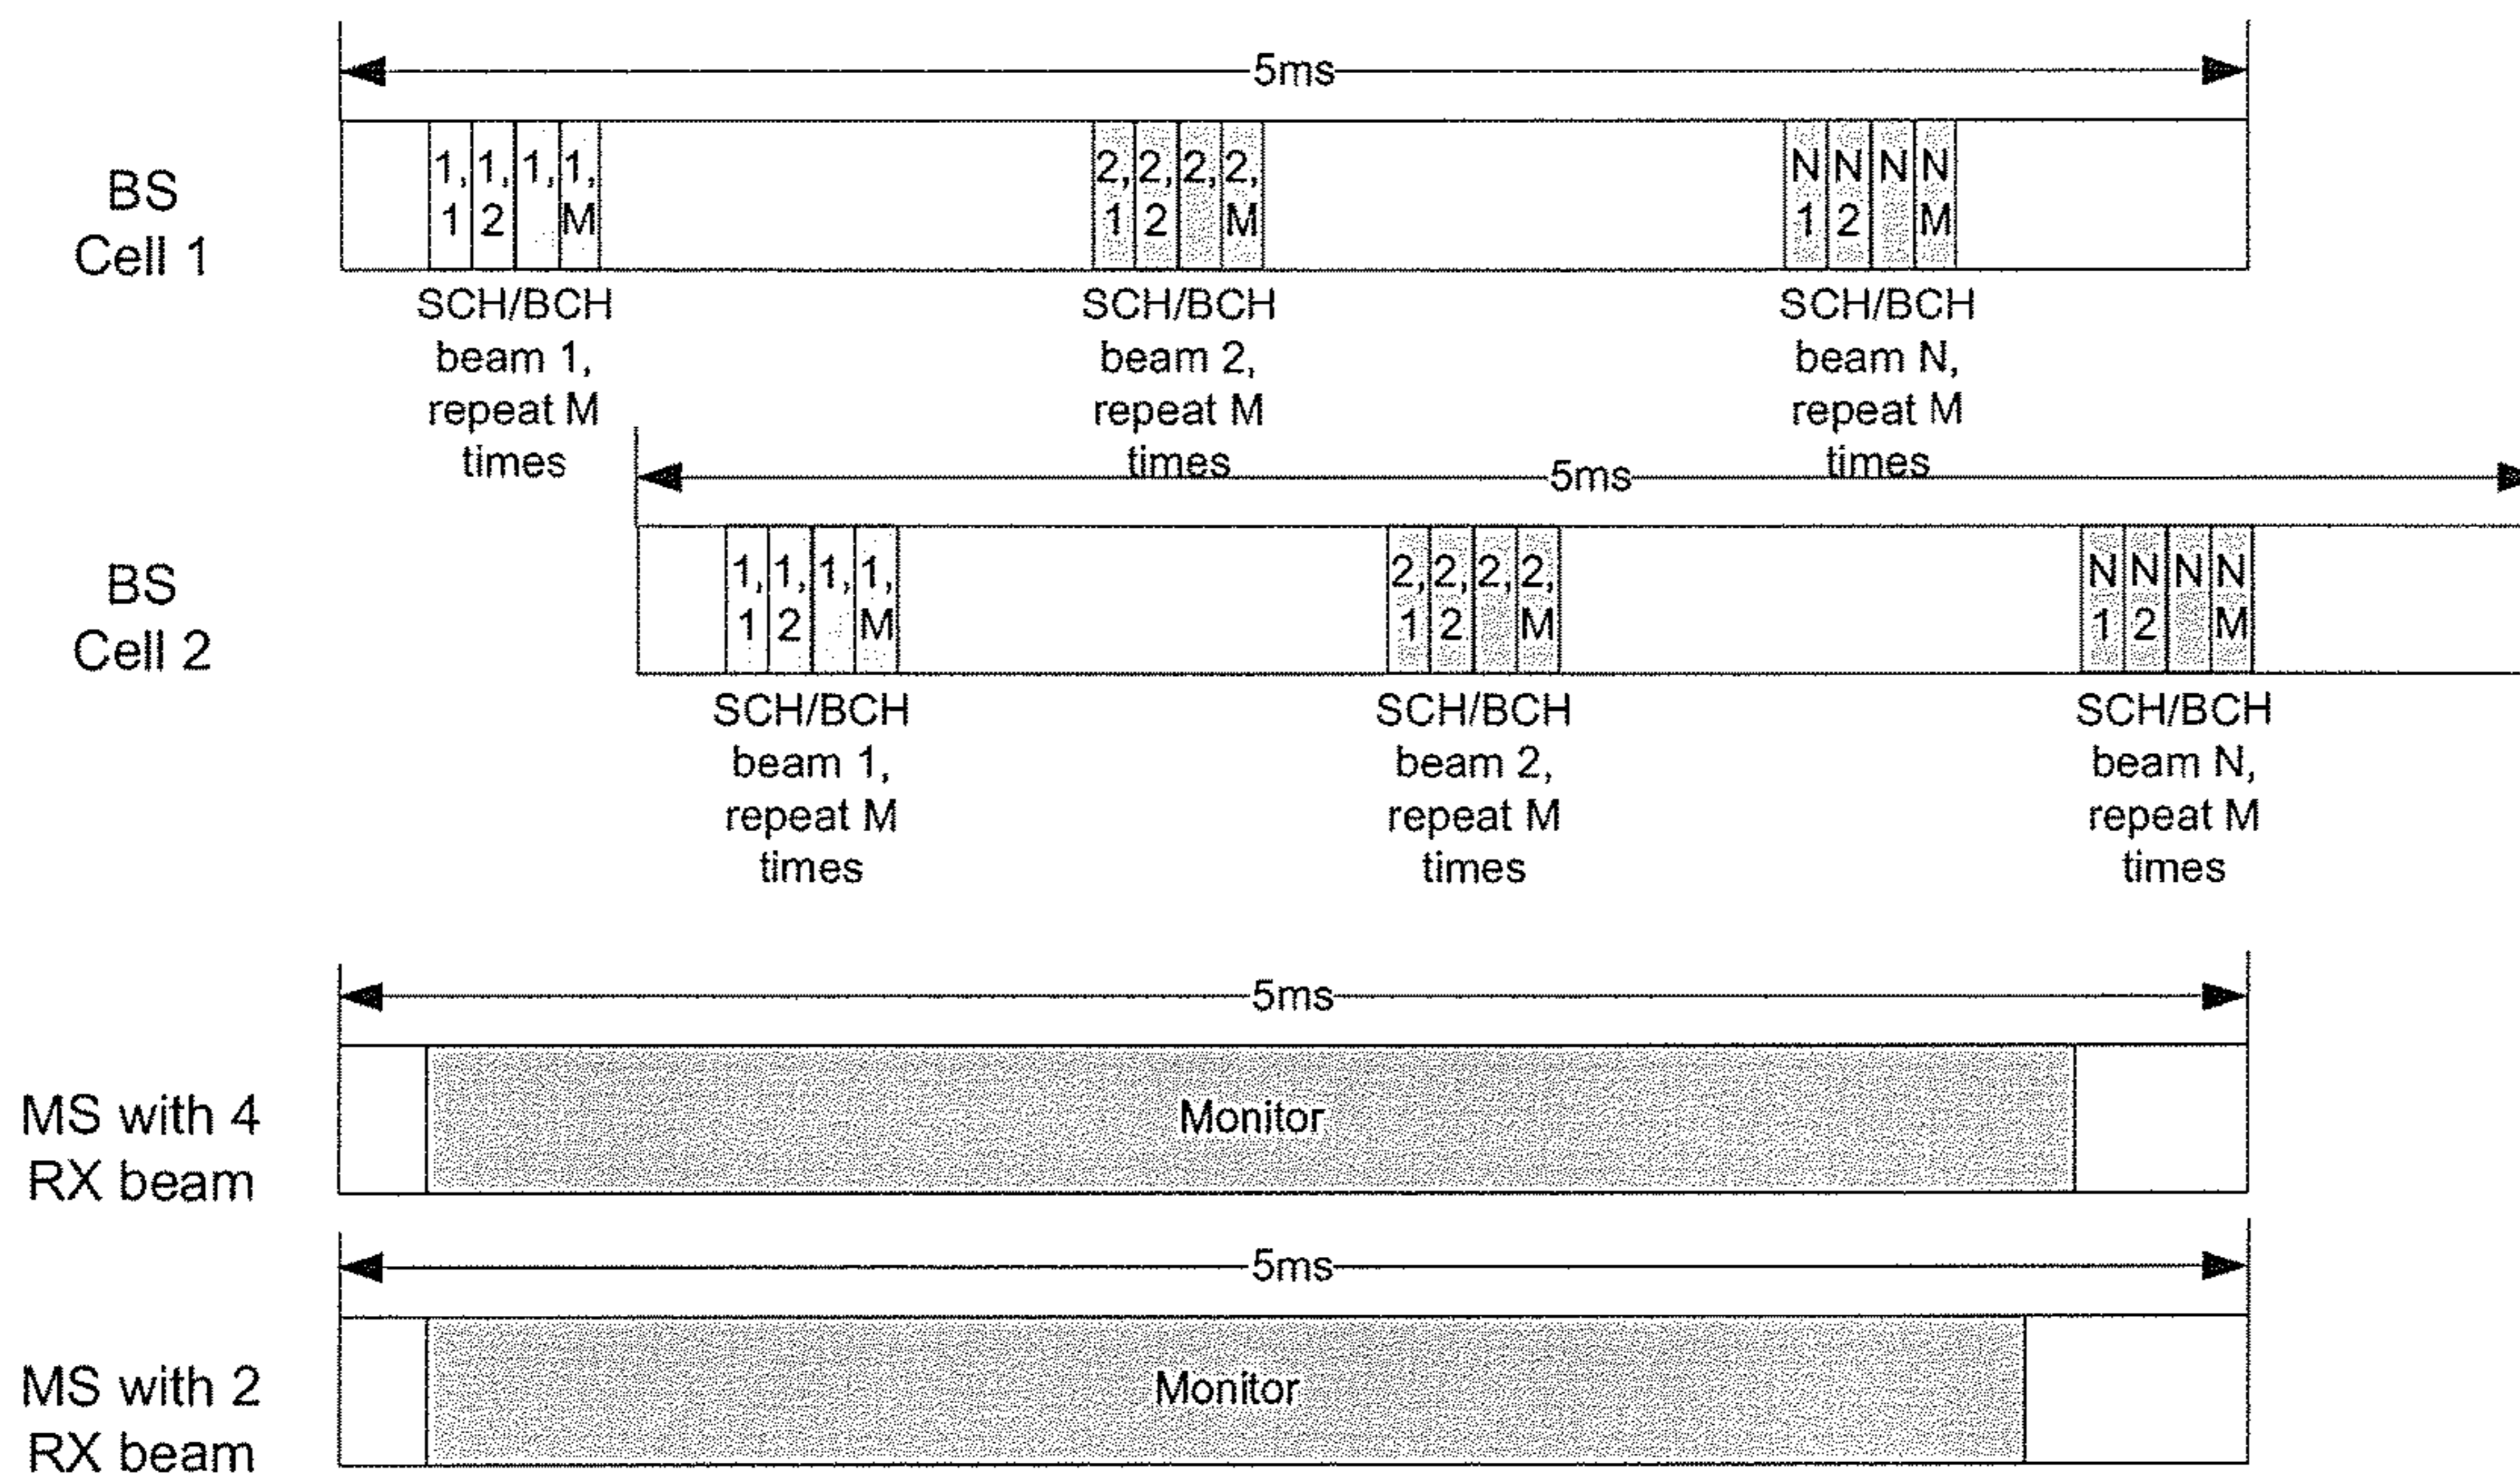 5ms
BS
Cell 1
1, 1, 1, 1,
1 2 M
2, 2, 2, 2,
1 2 M
N N N N
1 2 M
SCH/BCH
beam 1,
repeat M
times
SCH/BCH
beam 2,
repeat M
times
SCH/BCH
beam N,
repeat M
times
5ms
BS
Cell 2
1, 1, 1, 1,
1 2 M
2, 2, 2, 2,
1 2 M
N N N N
1 2 M
SCH/BCH
beam 1,
repeat M
times
SCH/BCH
beam 2,
repeat M
times
SCH/BCH
beam N,
repeat M
times
5ms
MS with 4
RX beam
Monitor
5ms
MS with 2
RX beam
Monitor